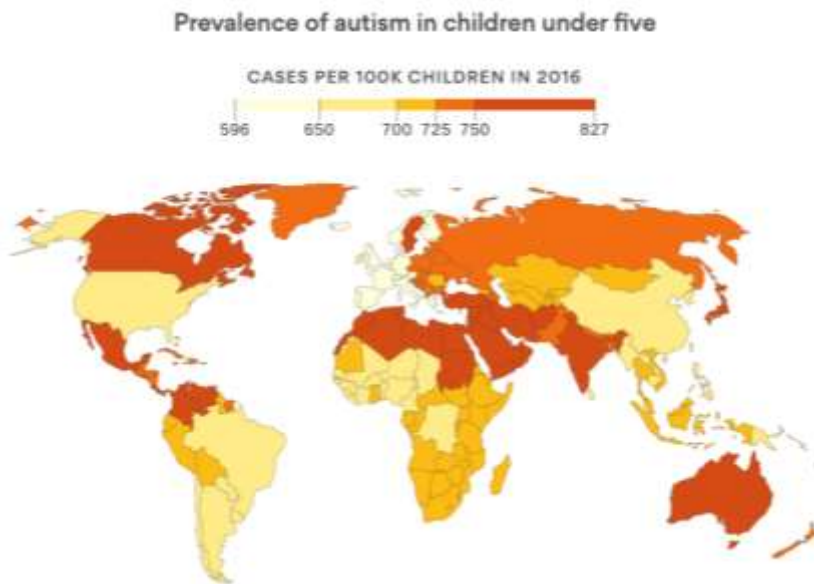 Prevalence of autism in children under five
CASES PER 100K CHILDREN IN 2016
596 650 700 725 750 827